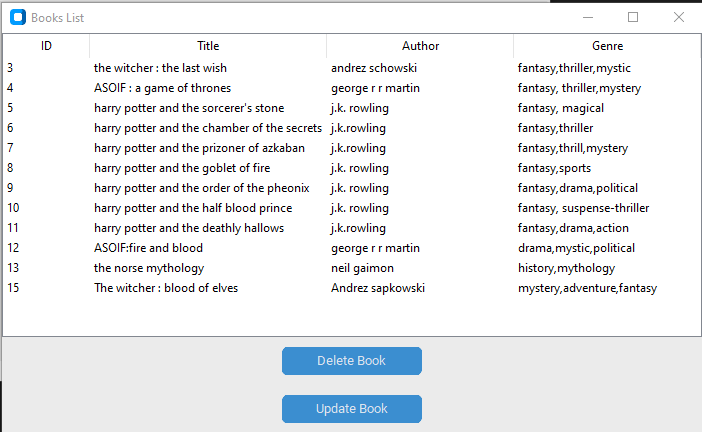 Books List
ID Title Author Genre
3 the witcher : the last wish andrez schowski fantasy,thriller,mystic
4 ASOIF : a game of thrones george r r martin fantasy, thriller,mystery
5 harry potter and the sorcerer's stone j.k. rowling fantasy, magical
6 harry potter and the chamber of the secrets j.k.rowling fantasy,thriller
7 harry potter and the prizoner of azkaban j.k.rowling fantasy,thrill,mystery
8 harry potter and the goblet of fire j.k. rowling fantasy,sports
9 harry potter and the order of the pheonix j.k. rowling fantasy,drama,political
10 harry potter and the half blood prince j.k. rowling fantasy, suspense-thriller
11 harry potter and the deathly hallows j.k.rowling fantasy,drama,action
12 ASOIF:fire and blood george r r martin drama,mystic,political
13 the norse mythology neil gaimon history,mythology
15 The witcher : blood of elves Andrez sapkowski mystery,adventure,fantasy
Delete Book
Update Book